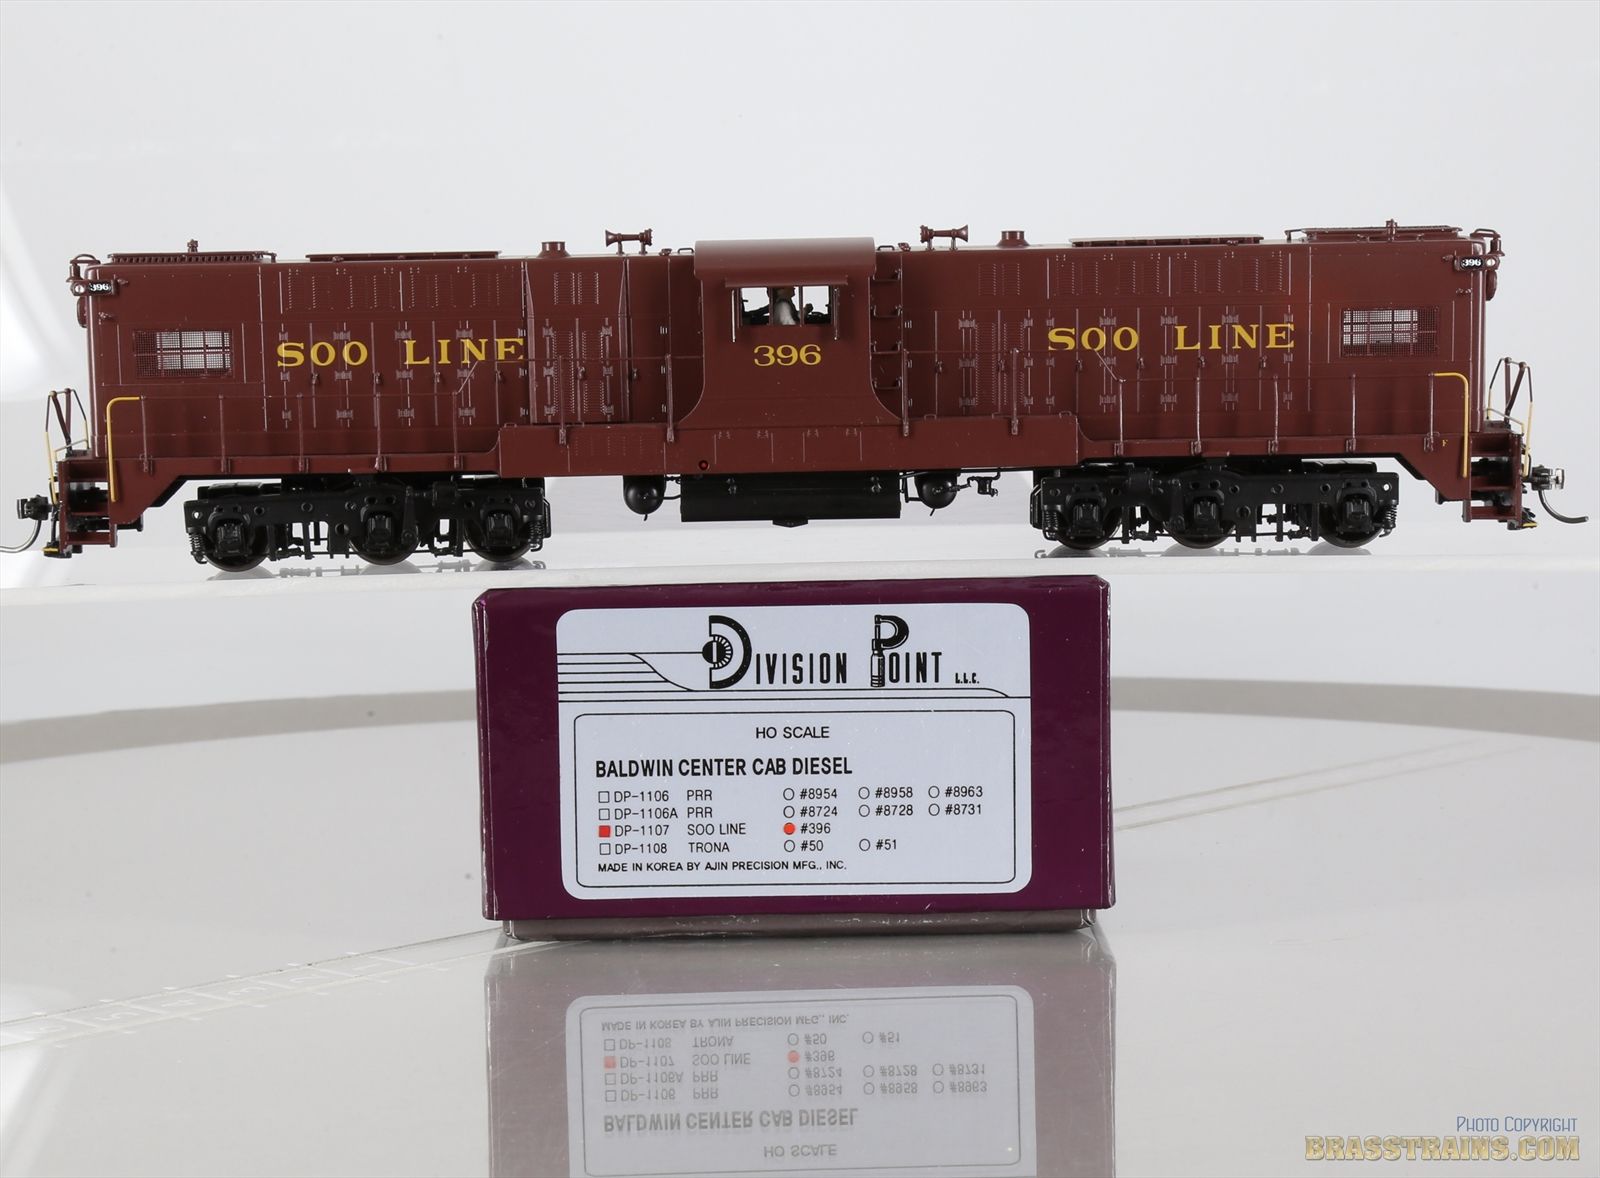 396
396
SOO LINE
SOO LINE
396
F
DIVISION POINT L.L.C.
HO SCALE
BALDWIN CENTER CAB DIESEL
DP-1106 PRR #8954 #8958 #8963
DP-1106A PRR #8724 #8728 #8731
DP-1107 SOO LINE #396
DP-1108 TRONA #50 #51
MADE IN KOREA BY AJIN PRECISION MFG., INC.
PHOTO COPYRIGHT
BRASSTRAINS.COM